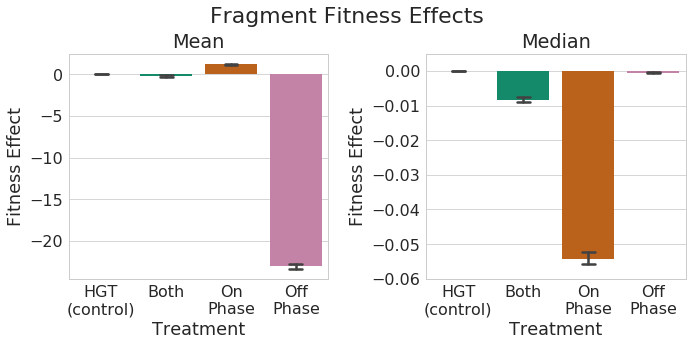 Fragment Fitness Effects
Mean
Fitness Effect
0
−5
−10
−15
−20
HGT
(control)
Both
On
Phase
Off
Phase
Treatment
Median
Fitness Effect
0.00
−0.01
−0.02
−0.03
−0.04
−0.05
−0.06
HGT
(control)
Both
On
Phase
Off
Phase
Treatment